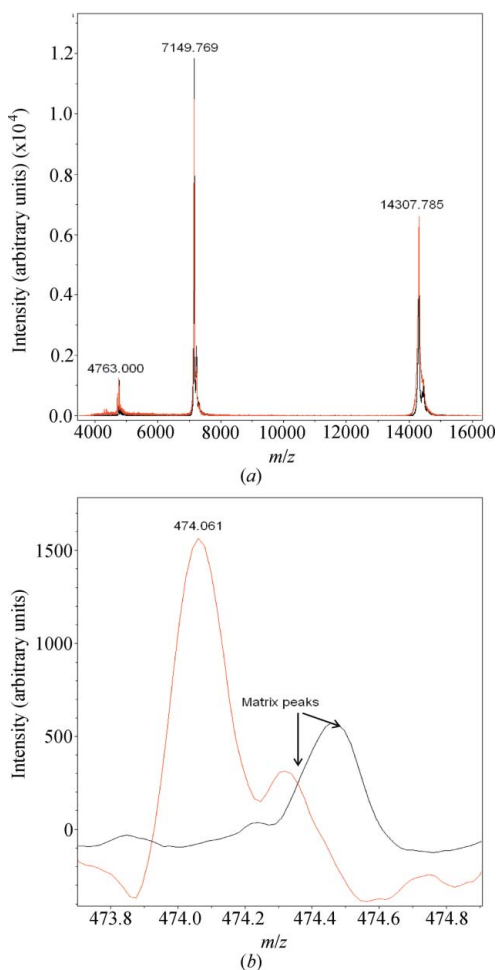 1.2
1.0
0.8
0.6
0.4
0.2
0.0
Intensity (arbitrary units) (x10⁴)
7149.769
14307.785
4763.000
4000 6000 8000 10000 12000 14000 16000
m/z
(a)
1500
1000
500
0
Intensity (arbitrary units)
474.061
Matrix peaks
473.8 474.0 474.2 474.4 474.6 474.8
m/z
(b)